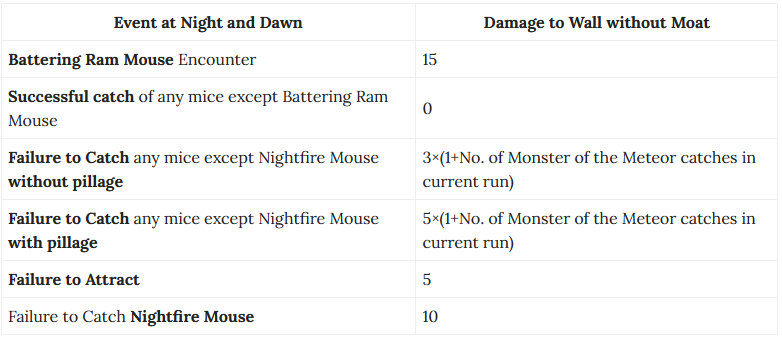 Event at Night and Dawn
Damage to Wall without Moat
Battering Ram Mouse Encounter
15
Successful catch of any mice except Battering Ram
Mouse
0
Failure to Catch any mice except Nightfire Mouse
without pillage
3×(1+No. of Monster of the Meteor catches in
current run)
Failure to Catch any mice except Nightfire Mouse
with pillage
5×(1+No. of Monster of the Meteor catches in
current run)
Failure to Attract
5
Failure to Catch Nightfire Mouse
10